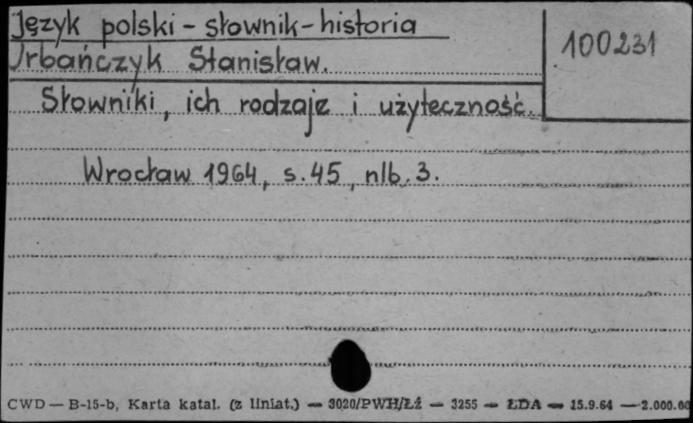 Język polski - słownik - historia
100231
Urbańczyk Stanisław.
Słowniki, ich rodzaje i użyteczność.
Wrocław 1964, s. 45, nlb. 3.
CWD — B-15-b, Karta katal. (z liniat.) — 3020/PWH/Łź — 3255 — ŁDA — 15.9.64 — 2.000.00